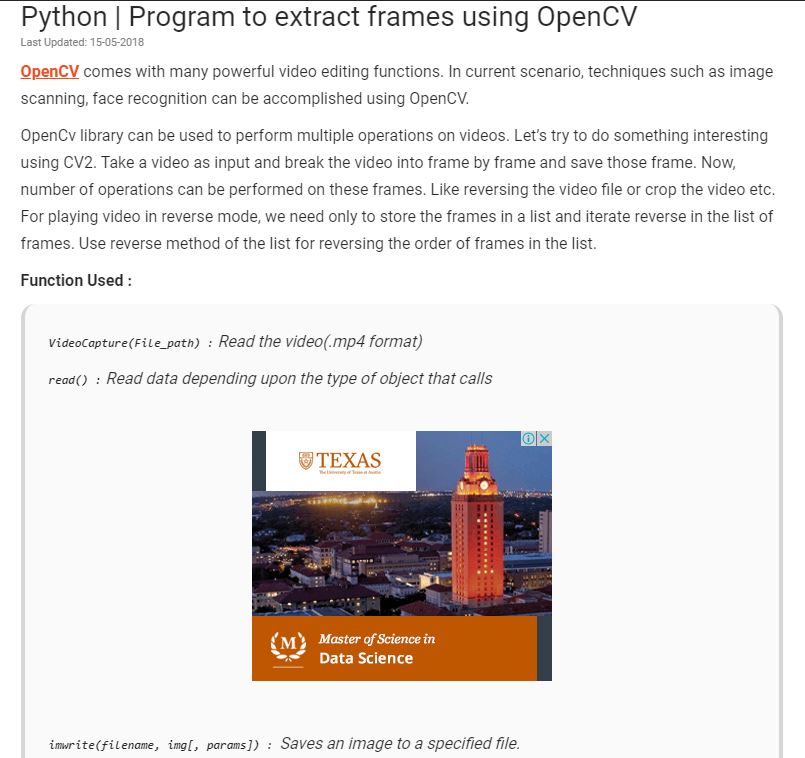 Python | Program to extract frames using OpenCV
Last Updated: 15-05-2018
OpenCV comes with many powerful video editing functions. In current scenario, techniques such as image
scanning, face recognition can be accomplished using OpenCV.
OpenCv library can be used to perform multiple operations on videos. Let’s try to do something interesting
using CV2. Take a video as input and break the video into frame by frame and save those frame. Now,
number of operations can be performed on these frames. Like reversing the video file or crop the video etc.
For playing video in reverse mode, we need only to store the frames in a list and iterate reverse in the list of
frames. Use reverse method of the list for reversing the order of frames in the list.
Function Used :
VideoCapture(File_path) : Read the video(.mp4 format)
read() : Read data depending upon the type of object that calls
TEXAS
The University of Texas at Austin
M
Master of Science in
Data Science
imwrite(filename, img[, params]) : Saves an image to a specified file.